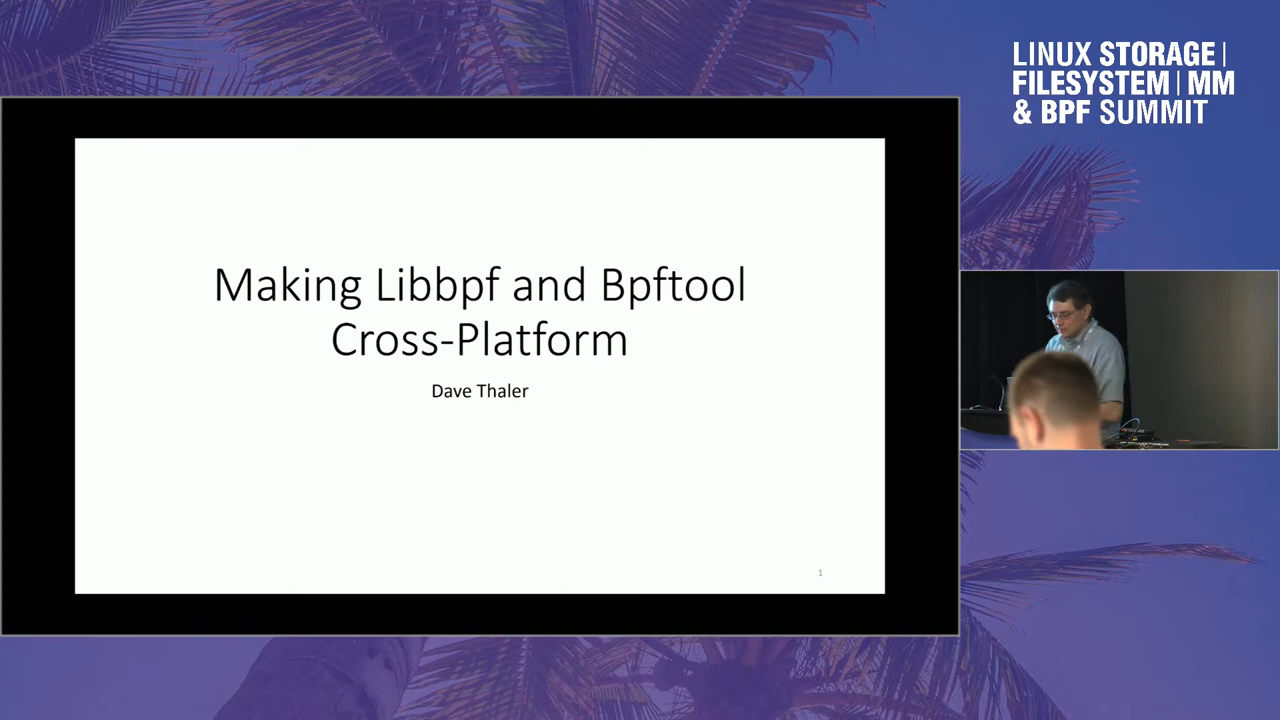 LINUX STORAGE |
FILESYSTEM | MM
& BPF SUMMIT
Making Libbpf and Bpftool
Cross-Platform
Dave Thaler
1